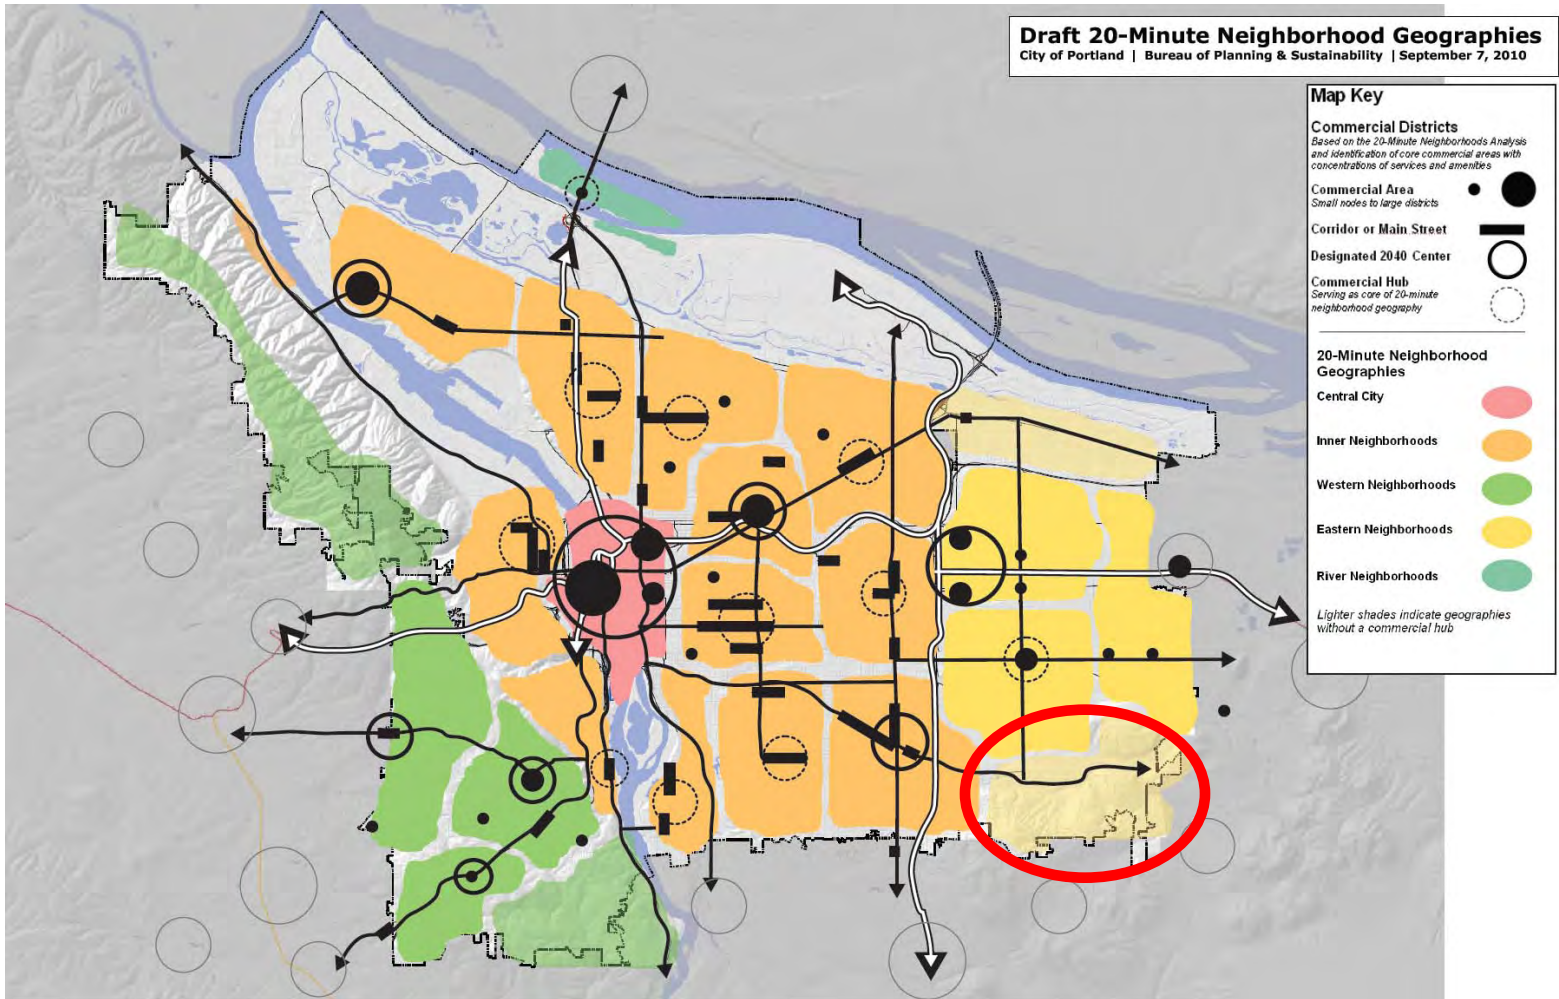 Draft 20-Minute Neighborhood Geographies
City of Portland | Bureau of Planning & Sustainability | September 7, 2010
Map Key
Commercial Districts
Based on the 20-Minute Neighborhoods Analysis
and identification of core commercial areas with
concentrations of services and amenities
Commercial Area
Small nodes to large districts
Corridor or Main Street
Designated 2040 Center
Commercial Hub
Serving as core of 20-minute
neighborhood geography
20-Minute Neighborhood
Geographies
Central City
Inner Neighborhoods
Western Neighborhoods
Eastern Neighborhoods
River Neighborhoods
Lighter shades indicate geographies
without a commercial hub